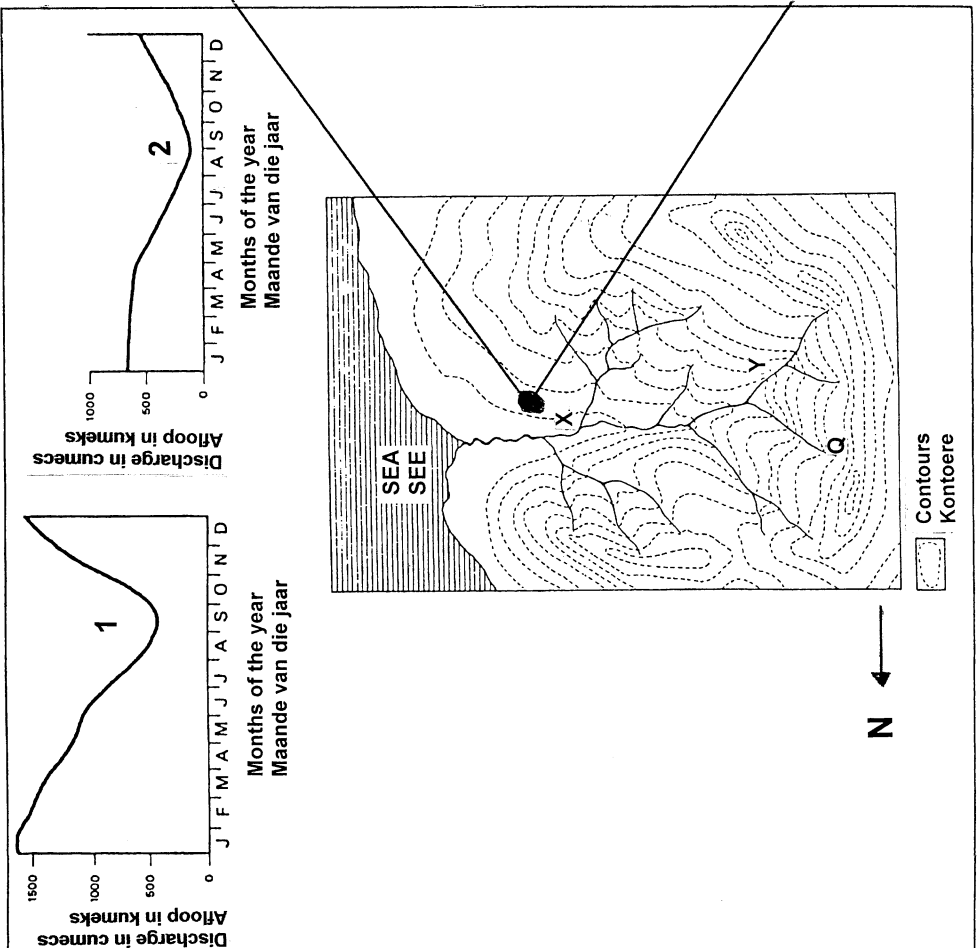 1
Discharge in cumecs
Afloop in kumeks
1500
1000
500
0
J F M A M J J A S O N D
Months of the year
Maande van die jaar
2
Discharge in cumecs
Afloop in kumeks
1000
500
0
J F M A M J J A S O N D
Months of the year
Maande van die jaar
SEA
SEE
X
Y
Q
N
Contours
Kontoere